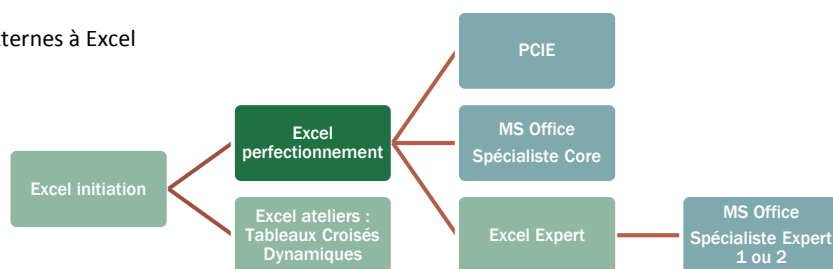 à Excel
PCIE
Excel
perfectionnement
MS Office
Spécialiste Core
Excel initiation
Excel ateliers :
Tableaux Croisés
Dynamiques
Excel Expert
MS Office
Spécialiste Expert
1 ou 2